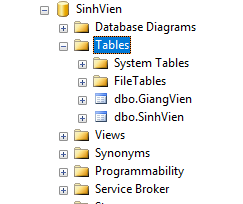 SinhVien
Database Diagrams
Tables
System Tables
FileTables
dbo.GiangVien
dbo.SinhVien
Views
Synonyms
Programmability
Service Broker